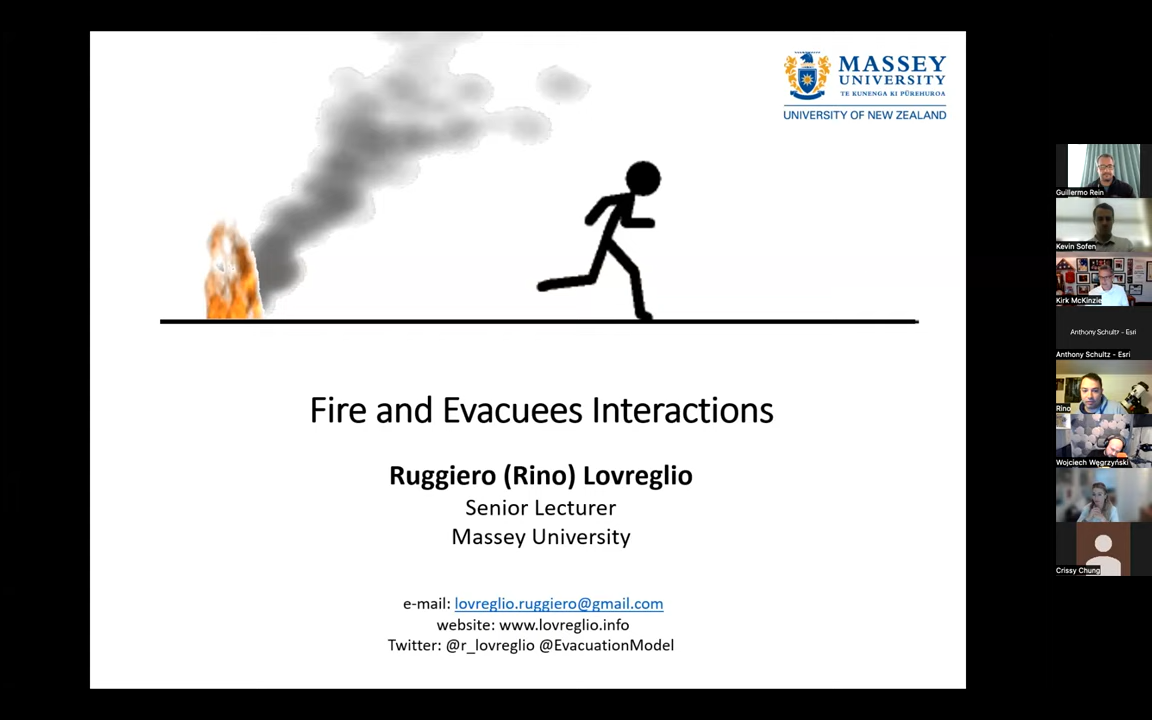 MASSEY
UNIVERSITY
TE KUNENGA KI PŪREHUROA
UNIVERSITY OF NEW ZEALAND
Fire and Evacuees Interactions
Ruggiero (Rino) Lovreglio
Senior Lecturer
Massey University
e-mail: lovreglio.ruggiero@gmail.com
website: www.lovreglio.info
Twitter: @r_lovreglio @EvacuationModel
Guillermo Rein
Kevin Sofen
Kirk McKinzie
Anthony Schultz - Esri
Anthony Schultz - Esri
Rino
Wojciech Węgrzyński
Crissy Chung